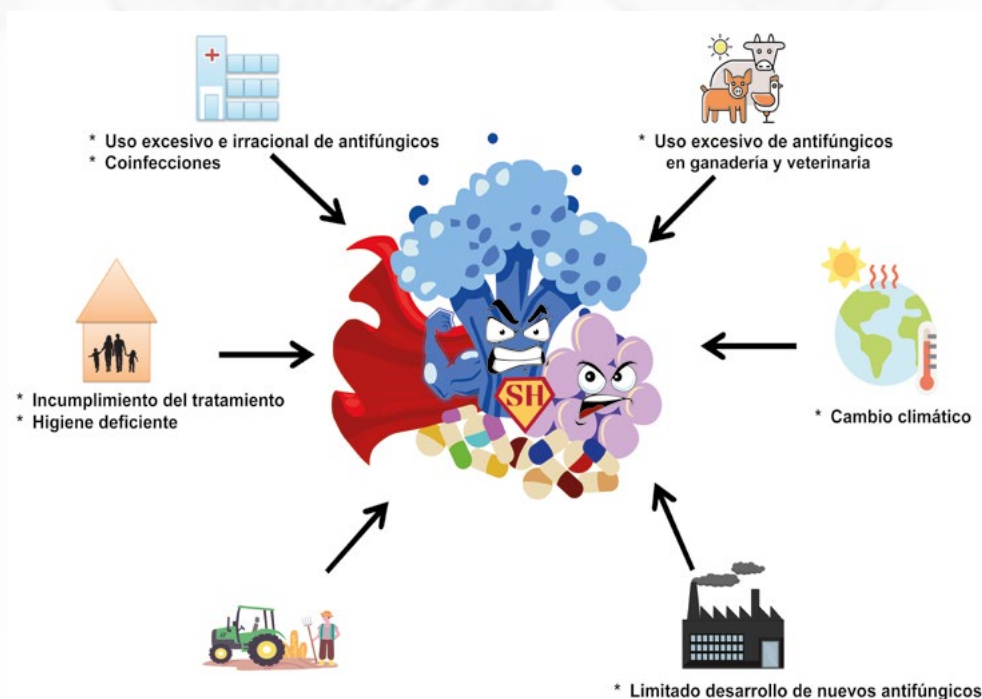 * Uso excesivo e irracional de antifúngicos
* Coinfecciones
* Uso excesivo de antifúngicos
en ganadería y veterinaria
* Incumplimiento del tratamiento
* Higiene deficiente
SH
* Cambio climático
* Limitado desarrollo de nuevos antifúngicos